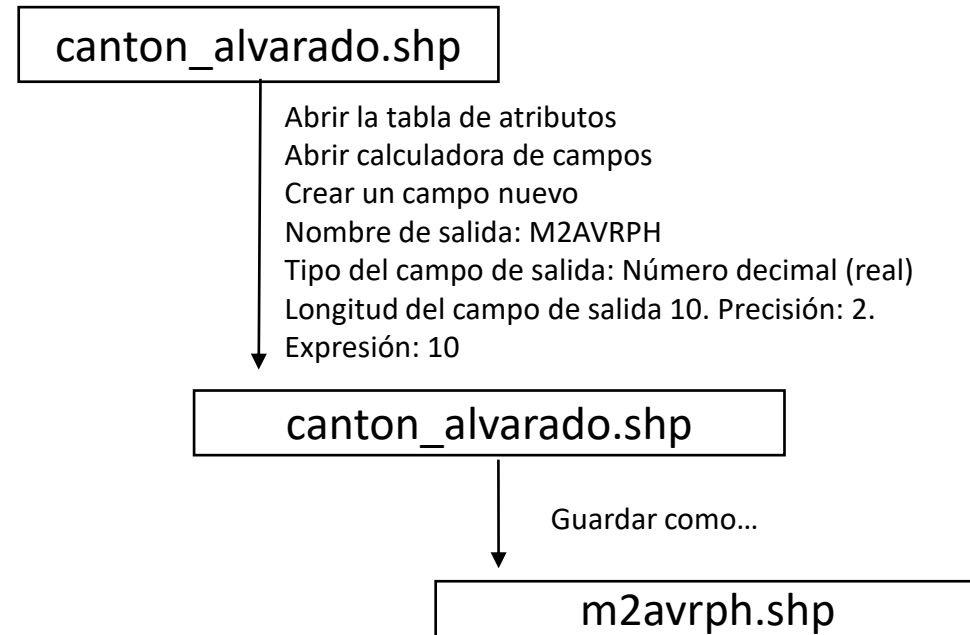 canton_alvarado.shp
Abrir la tabla de atributos
Abrir calculadora de campos
Crear un campo nuevo
Nombre de salida: M2AVRPH
Tipo del campo de salida: Número decimal (real)
Longitud del campo de salida 10. Precisión: 2.
Expresión: 10
canton_alvarado.shp
Guardar como…
m2avrph.shp